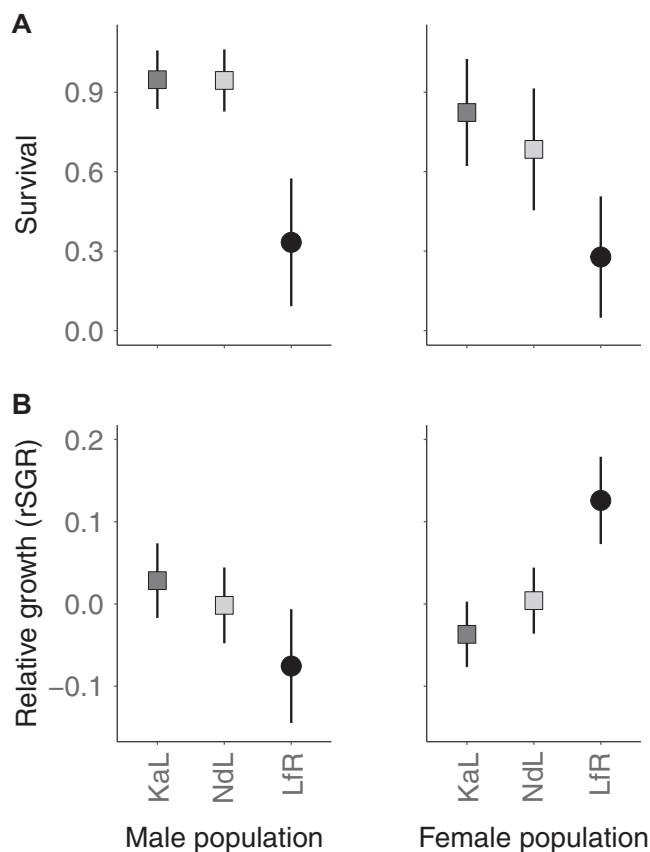 A
Survival
0.9
0.6
0.3
0.0
B
Relative growth (rSGR)
0.2
0.1
0.0
−0.1
KaL
NdL
LfR
KaL
NdL
LfR
Male population
Female population